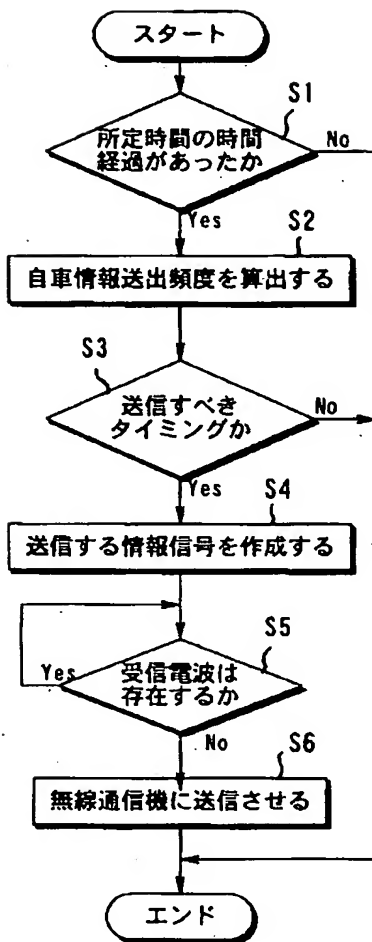 スタート
S1
所定時間の時間
経過があったか
No
Yes
S2
自車情報送出頻度を算出する
S3
送信すべき
タイミングか
No
Yes
S4
送信する情報信号を作成する
S5
受信電波は
存在するか
Yes
No
S6
無線通信機に送信させる
エンド